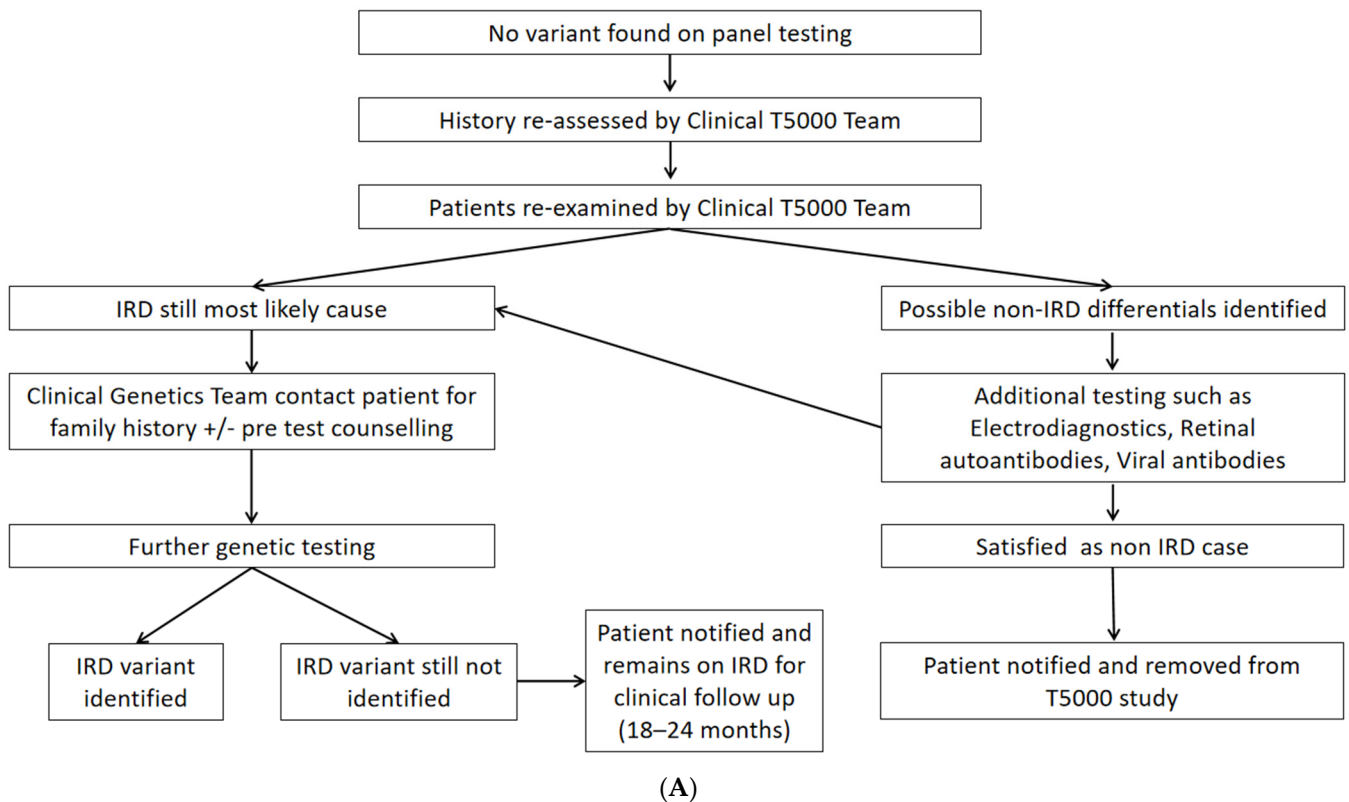 No variant found on panel testing
History re-assessed by Clinical T5000 Team
Patients re-examined by Clinical T5000 Team
IRD still most likely cause
Possible non-IRD differentials identified
Clinical Genetics Team contact patient for
family history +/- pre test counselling
Additional testing such as
Electrodiagnostics, Retinal
autoantibodies, Viral antibodies
Further genetic testing
Satisfied as non IRD case
IRD variant
identified
IRD variant still not
identified
Patient notified and
remains on IRD for
clinical follow up
(18–24 months)
Patient notified and removed from
T5000 study
(A)